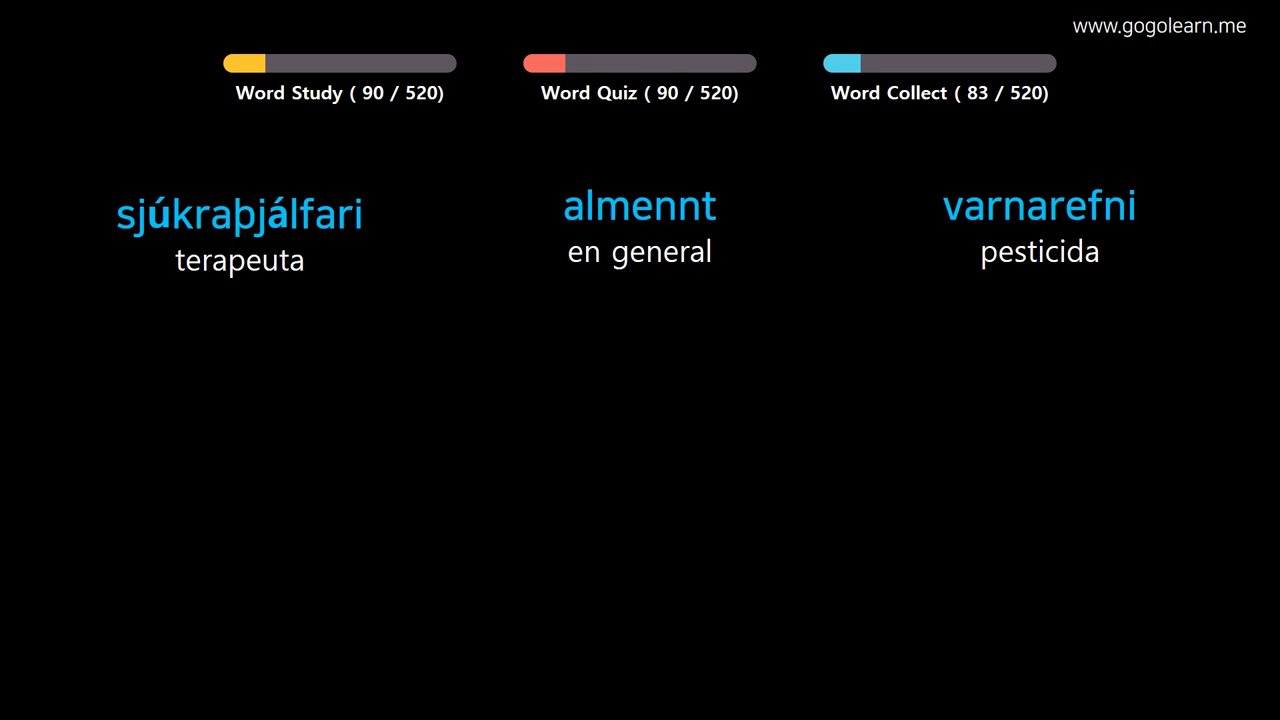 www.gogolearn.me
Word Study ( 90 / 520)
Word Quiz ( 90 / 520)
Word Collect ( 83 / 520)
sjúkraþjálfari
terapeuta
almennt
en general
varnarefni
pesticida